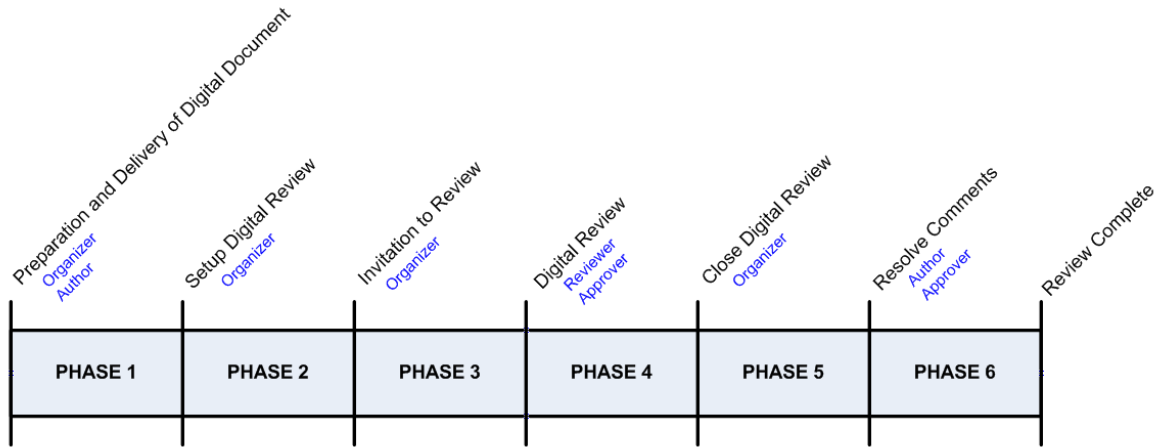 Preparation and Delivery of Digital Document
Organizer
Author
Setup Digital Review
Organizer
Invitation to Review
Organizer
Digital Review
Reviewer
Approver
Close Digital Review
Organizer
Resolve Comments
Author
Approver
Review Complete
PHASE 1
PHASE 2
PHASE 3
PHASE 4
PHASE 5
PHASE 6